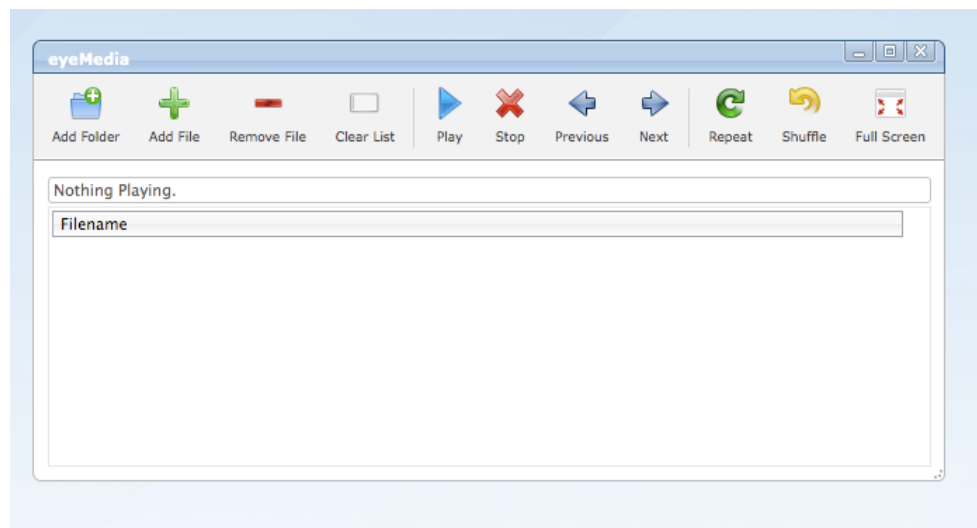 eyeMedia
Add Folder Add File Remove File Clear List Play Stop Previous Next Repeat Shuffle Full Screen
Nothing Playing.
Filename